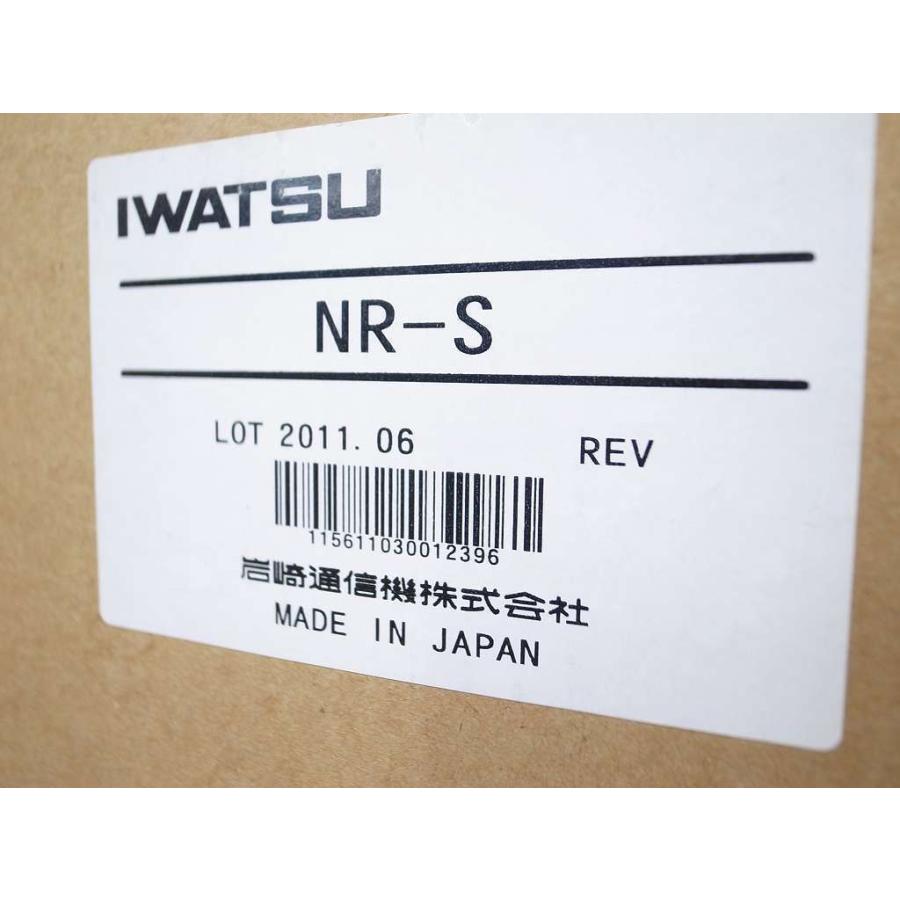 IWATSU
NR-S
LOT 2011.06 REV
115611030012396
岩崎通信機株式会社
MADE IN JAPAN